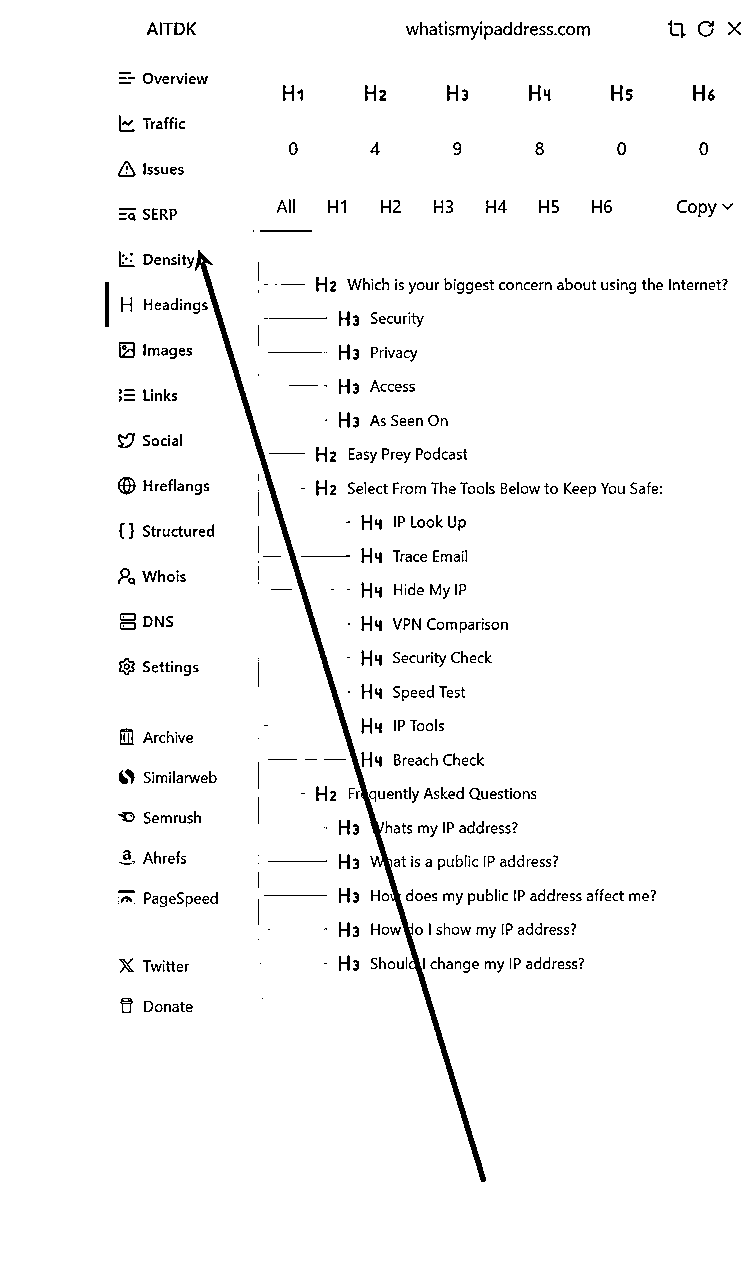 AITDK
whatismyipaddress.com
Overview
Traffic
Issues
SERP
Density
Headings
Images
Links
Social
Hreflangs
Structured
Whois
DNS
Settings
Archive
Similarweb
Semrush
Ahrefs
PageSpeed
Twitter
Donate
H1 H2 H3 H4 H5 H6
0 4 9 8 0 0
All H1 H2 H3 H4 H5 H6 Copy
H2 Which is your biggest concern about using the Internet?
H3 Security
H3 Privacy
H3 Access
H3 As Seen On
H2 Easy Prey Podcast
H2 Select From The Tools Below to Keep You Safe:
H4 IP Look Up
H4 Trace Email
H4 Hide My IP
H4 VPN Comparison
H4 Security Check
H4 Speed Test
H4 IP Tools
H4 Breach Check
H2 Frequently Asked Questions
H3 Whats my IP address?
H3 What is a public IP address?
H3 How does my public IP address affect me?
H3 How do I show my IP address?
H3 Should I change my IP address?